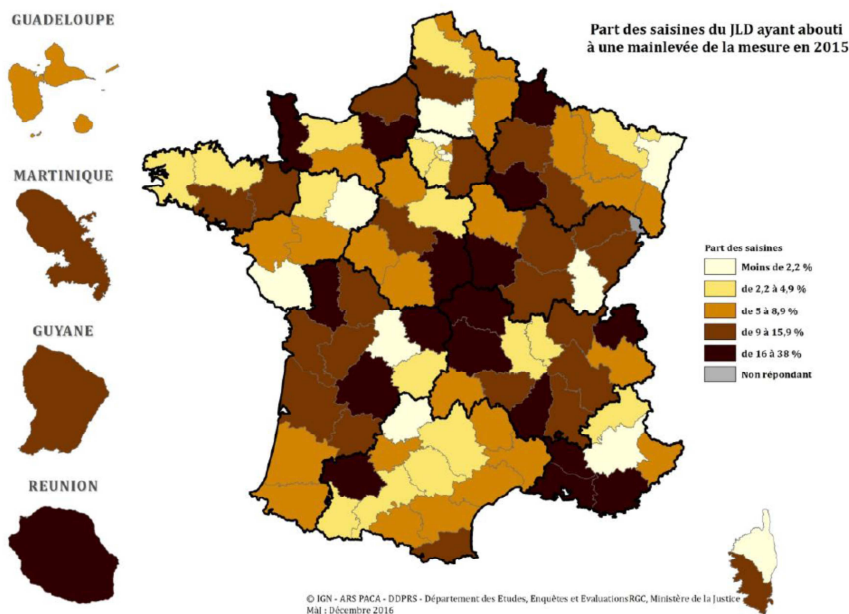 GUADELOUPE
Part des saisines du JLD ayant abouti
à une mainlevée de la mesure en 2015
MARTINIQUE
Part des saisines
Moins de 2,2 %
de 2,2 à 4,9 %
de 5 à 8,9 %
de 9 à 15,9 %
de 16 à 38 %
Non répondant
GUYANE
REUNION
© IGN - ARS PACA - DDPRS - Département des Etudes, Enquêtes et EvaluationsRGC, Ministère de la Justice
MàJ : Décembre 2016